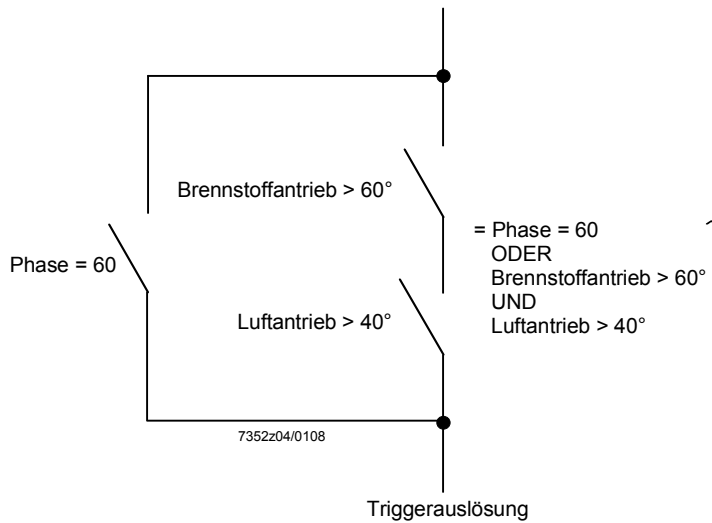 Brennstoffantrieb > 60°
Phase = 60
Luftantrieb > 40°
= Phase = 60
ODER
Brennstoffantrieb > 60°
UND
Luftantrieb > 40°
7352z04/0108
Triggerauslösung